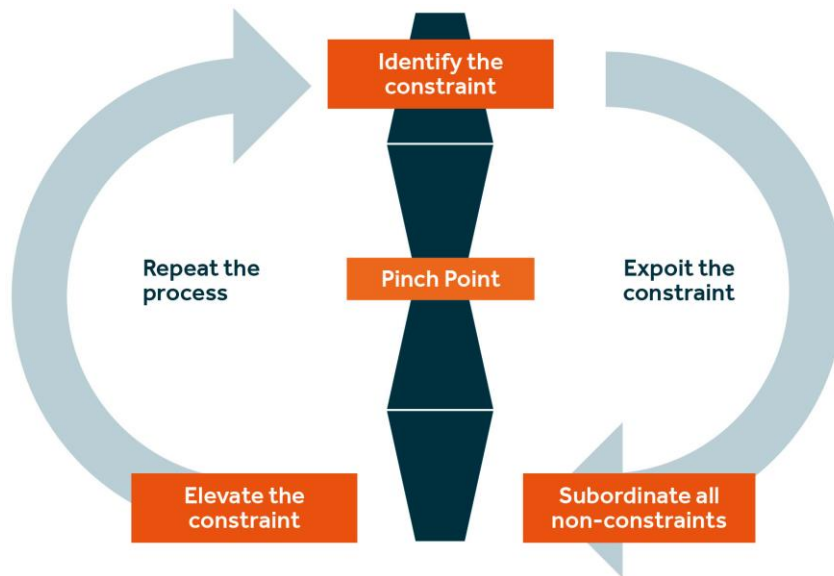 Identify the
constraint
Repeat the
process
Pinch Point
Expoit the
constraint
Elevate the
constraint
Subordinate all
non-constraints